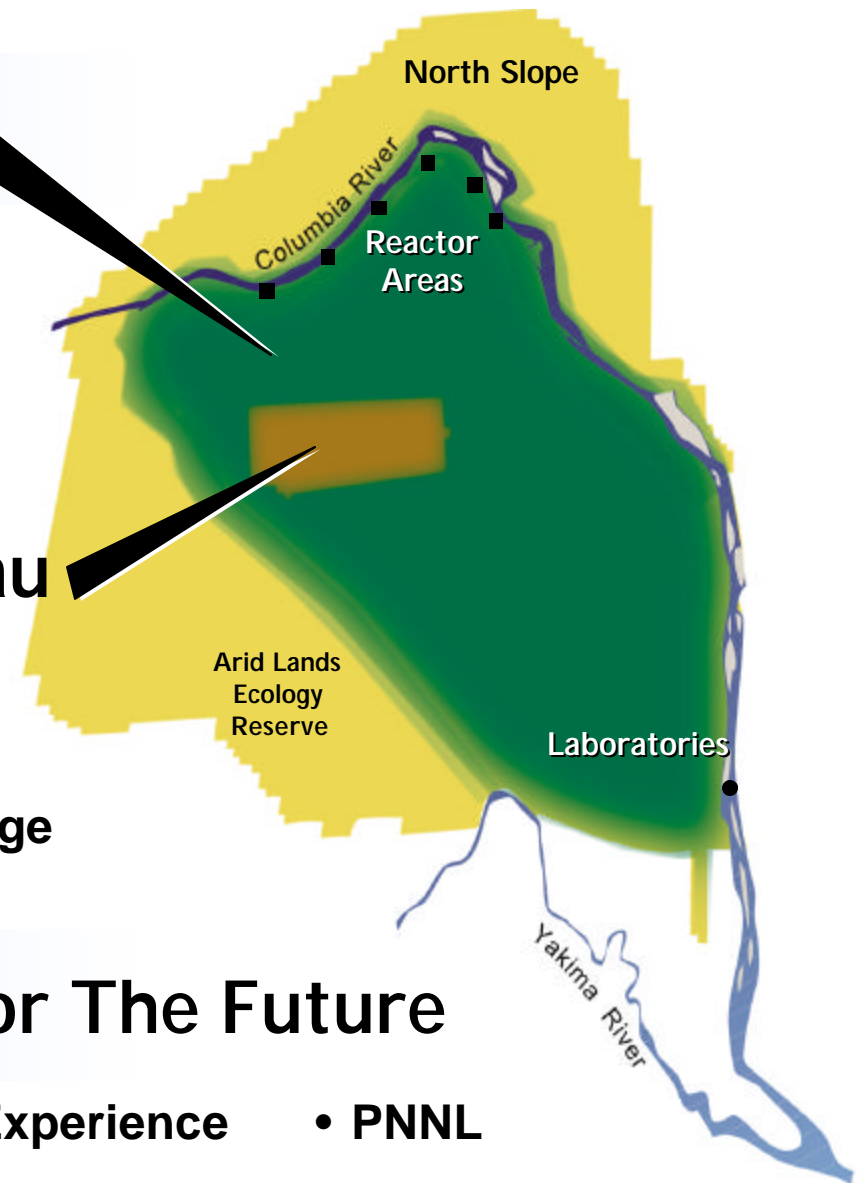 North Slope
Columbia River
Reactor
Areas
au
Arid Lands
Ecology
Reserve
Laboratories
ge
Yakima River
or The Future
Experience • PNNL